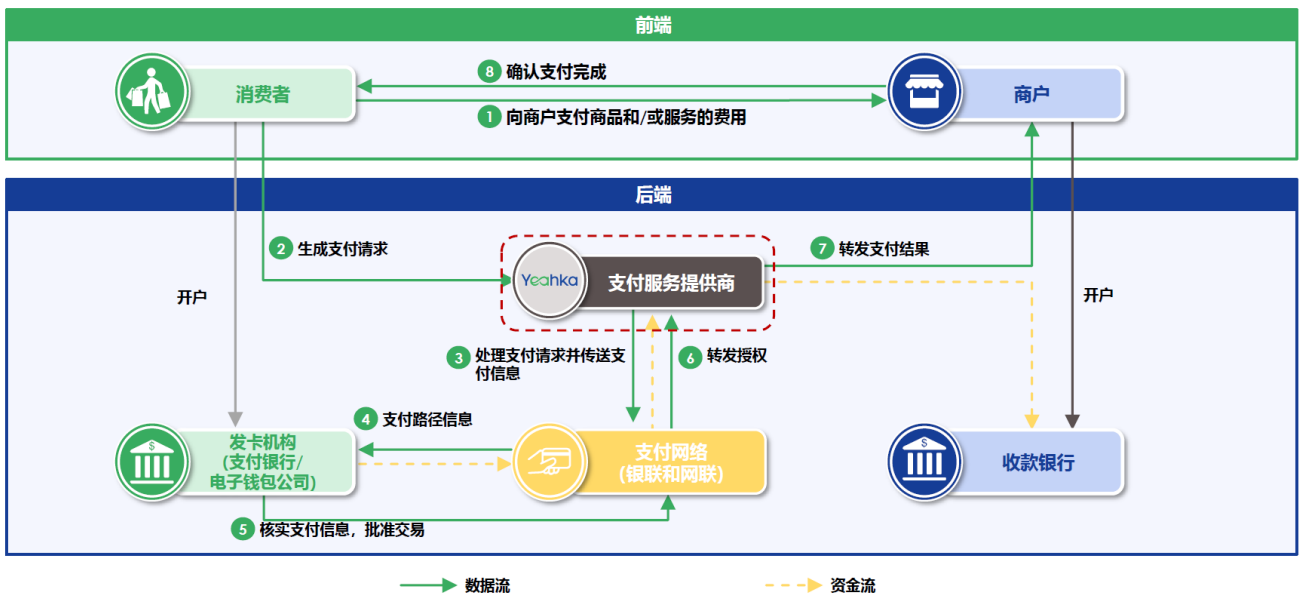 前端
8 确认支付完成
消费者
商户
1 向商户支付商品和/或服务的费用
后端
2 生成支付请求
7 转发支付结果
Yeahka
支付服务提供商
开户
开户
3 处理支付请求并传送支
付信息
6 转发授权
4 支付路径信息
发卡机构
(支付银行/
电子钱包公司)
$
支付网络
(银联和网联)
$
收款银行
5 核实支付信息，批准交易
数据流
资金流